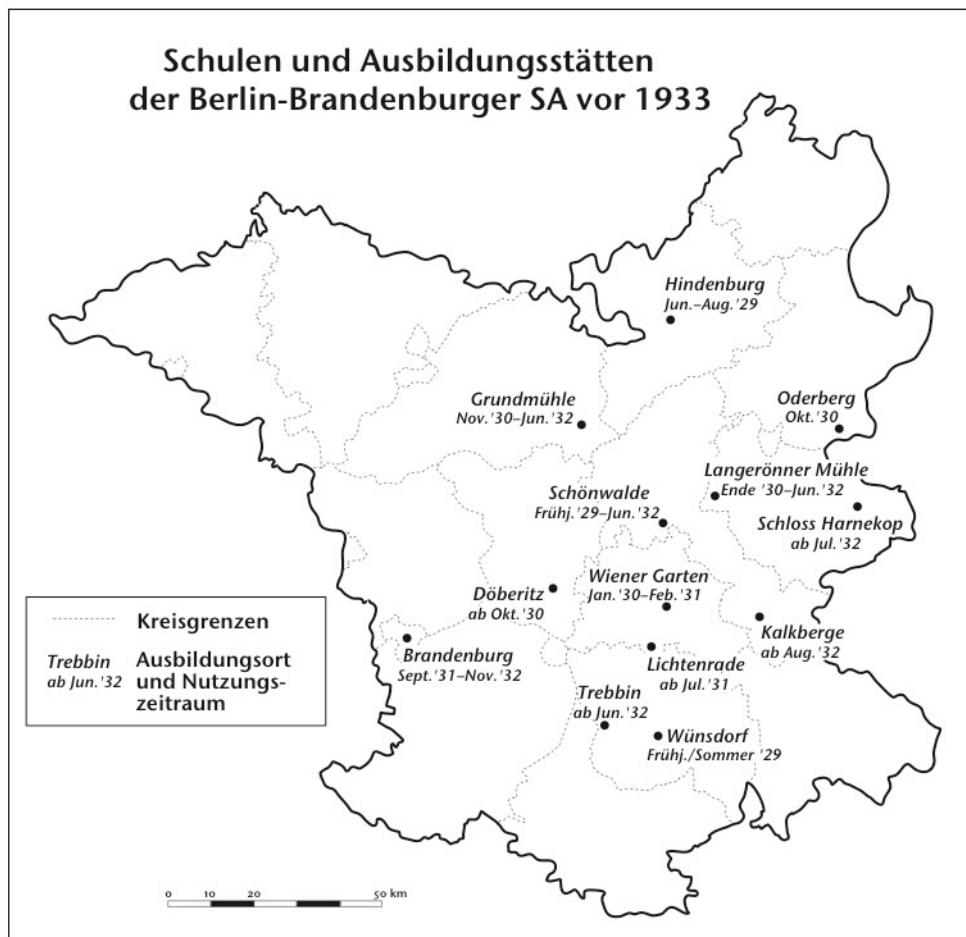 Schulen und Ausbildungsstätten
der Berlin-Brandenburger SA vor 1933
Hindenburg
Jun.–Aug.'29
Grundmühle
Nov.'30–Jun.'32
Oderberg
Okt.'30
Langerönner Mühle
Ende '30–Jun.'32
Schönwalde
Frühj.'29–Jun.'32
Schloss Harnekop
ab Jul.'32
Döberitz
ab Okt.'30
Wiener Garten
Jan.'30–Feb.'31
Kalkberge
ab Aug.'32
Brandenburg
Sept.'31–Nov.'32
Lichtenrade
ab Jul.'31
Trebbin
ab Jun.'32
Wünsdorf
Frühj./Sommer '29
Kreisgrenzen
Trebbin Ausbildungsort
ab Jun.'32 und Nutzungs-
zeitraum
0 10 20 50 km